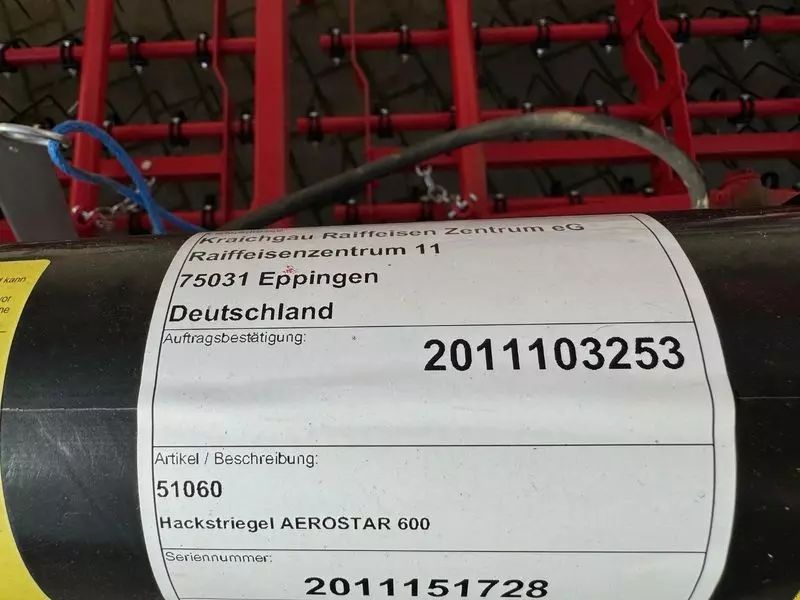 Kraichgau Raiffeisen Zentrum eG
Raiffeisenzentrum 11
75031 Eppingen
Deutschland
Auftragsbestätigung:
2011103253
Artikel / Beschreibung:
51060
Hackstriegel AEROSTAR 600
Seriennummer:
2011151728
kann